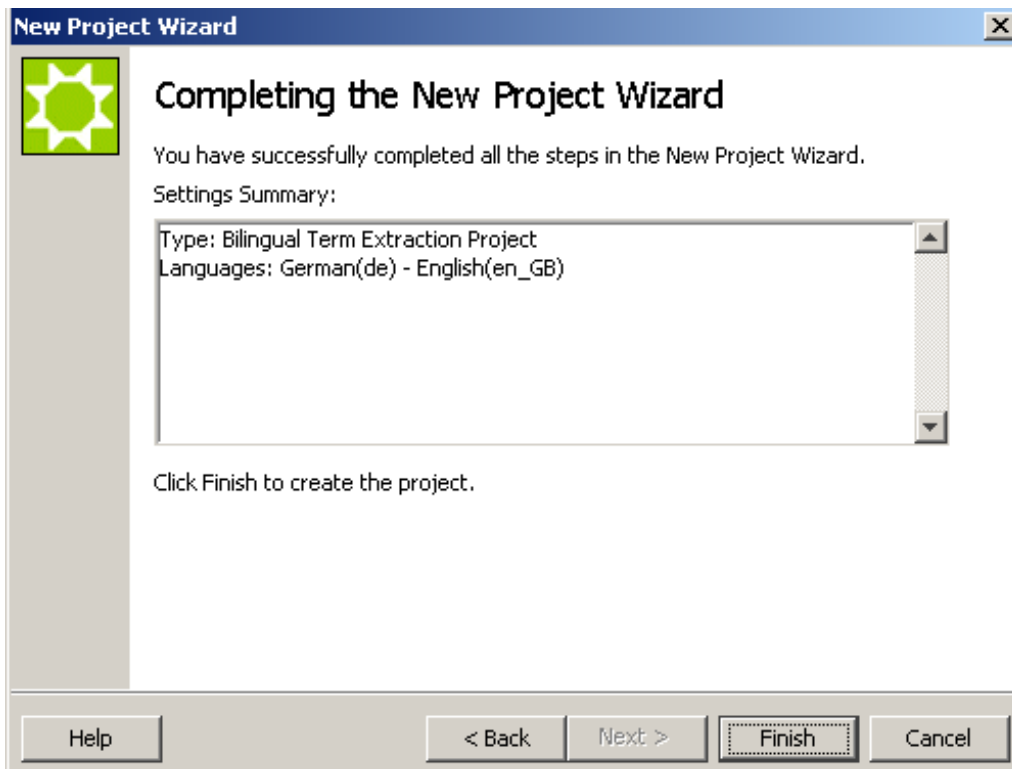 New Project Wizard
Completing the New Project Wizard
You have successfully completed all the steps in the New Project Wizard.
Settings Summary:
Type: Bilingual Term Extraction Project
Languages: German(de) - English(en_GB)
Click Finish to create the project.
Help < Back Next > Finish Cancel